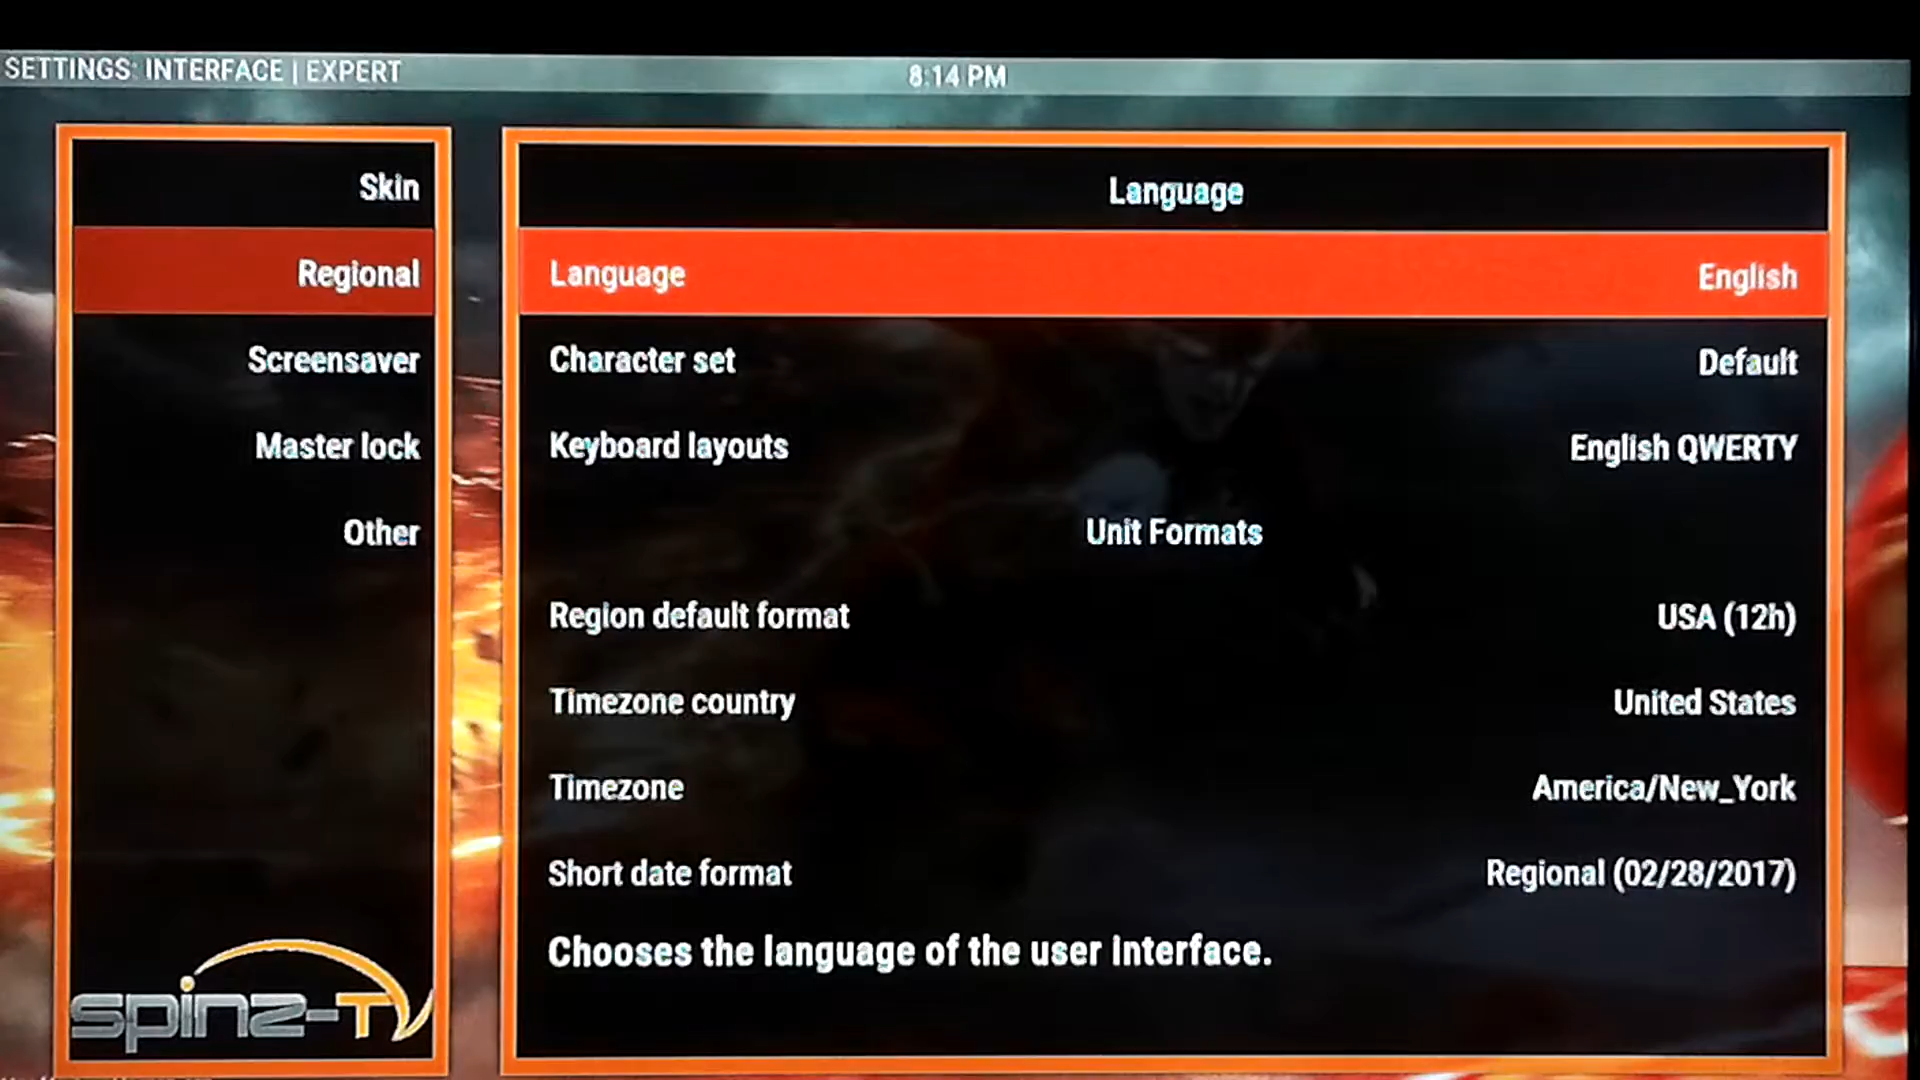 SETTINGS: INTERFACE | EXPERT
8:14 PM
Skin
Regional
Screensaver
Master lock
Other
Language
Language English
Character set Default
Keyboard layouts English QWERTY
Unit Formats
Region default format USA (12h)
Timezone country United States
Timezone America/New_York
Short date format Regional (02/28/2017)
Chooses the language of the user interface.
spinz-TV